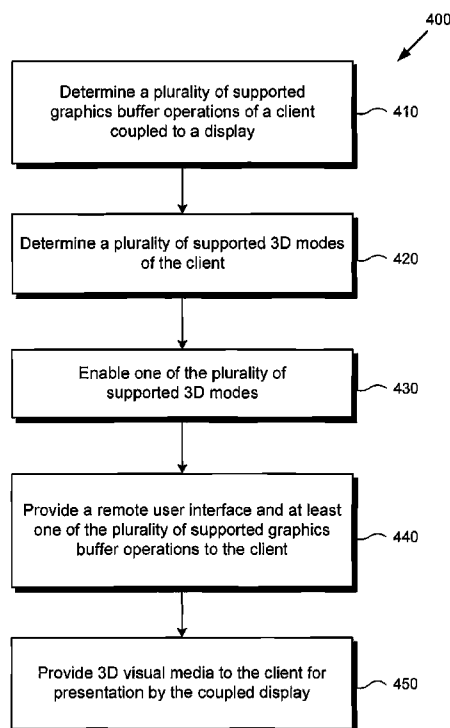 400
Determine a plurality of supported
graphics buffer operations of a client
coupled to a display
410
Determine a plurality of supported 3D modes
of the client
420
Enable one of the plurality of
supported 3D modes
430
Provide a remote user interface and at least
one of the plurality of supported graphics
buffer operations to the client
440
Provide 3D visual media to the client for
presentation by the coupled display
450